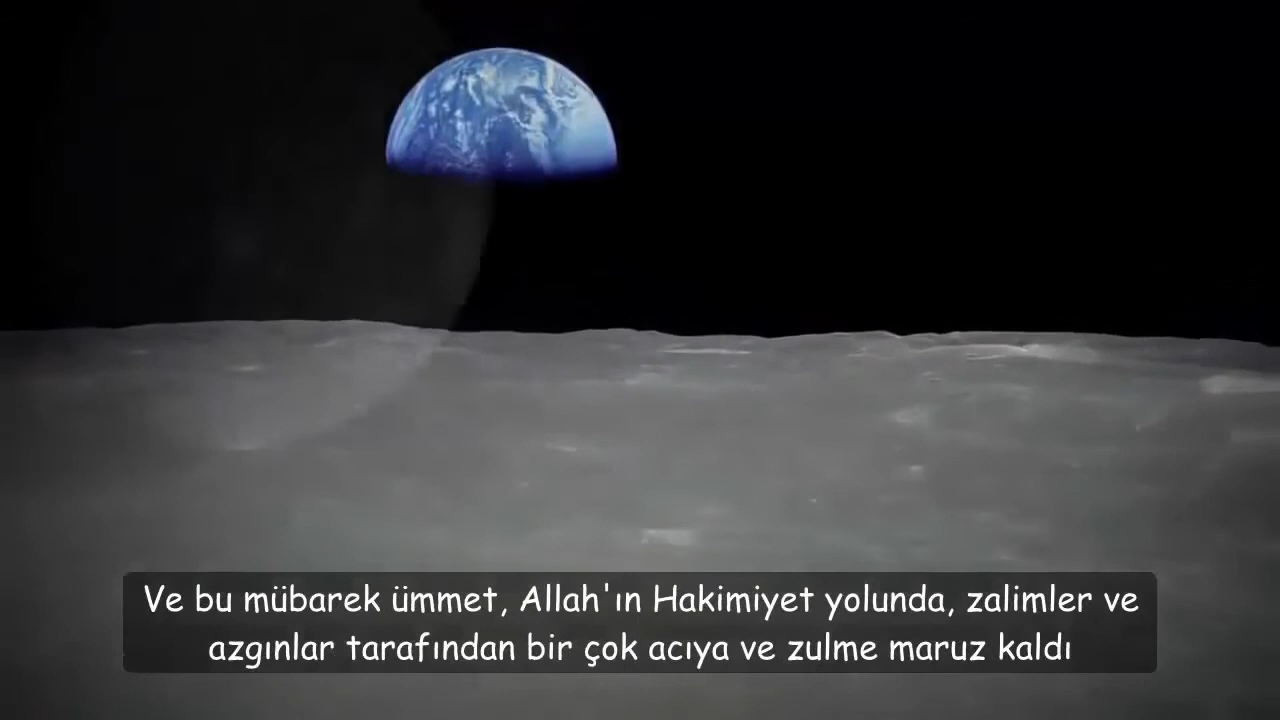 Ve bu mübarek ümmet, Allah'ın Hakimiyet yolunda, zalimler ve
azgınlar tarafından bir çok acıya ve zulme maruz kaldı